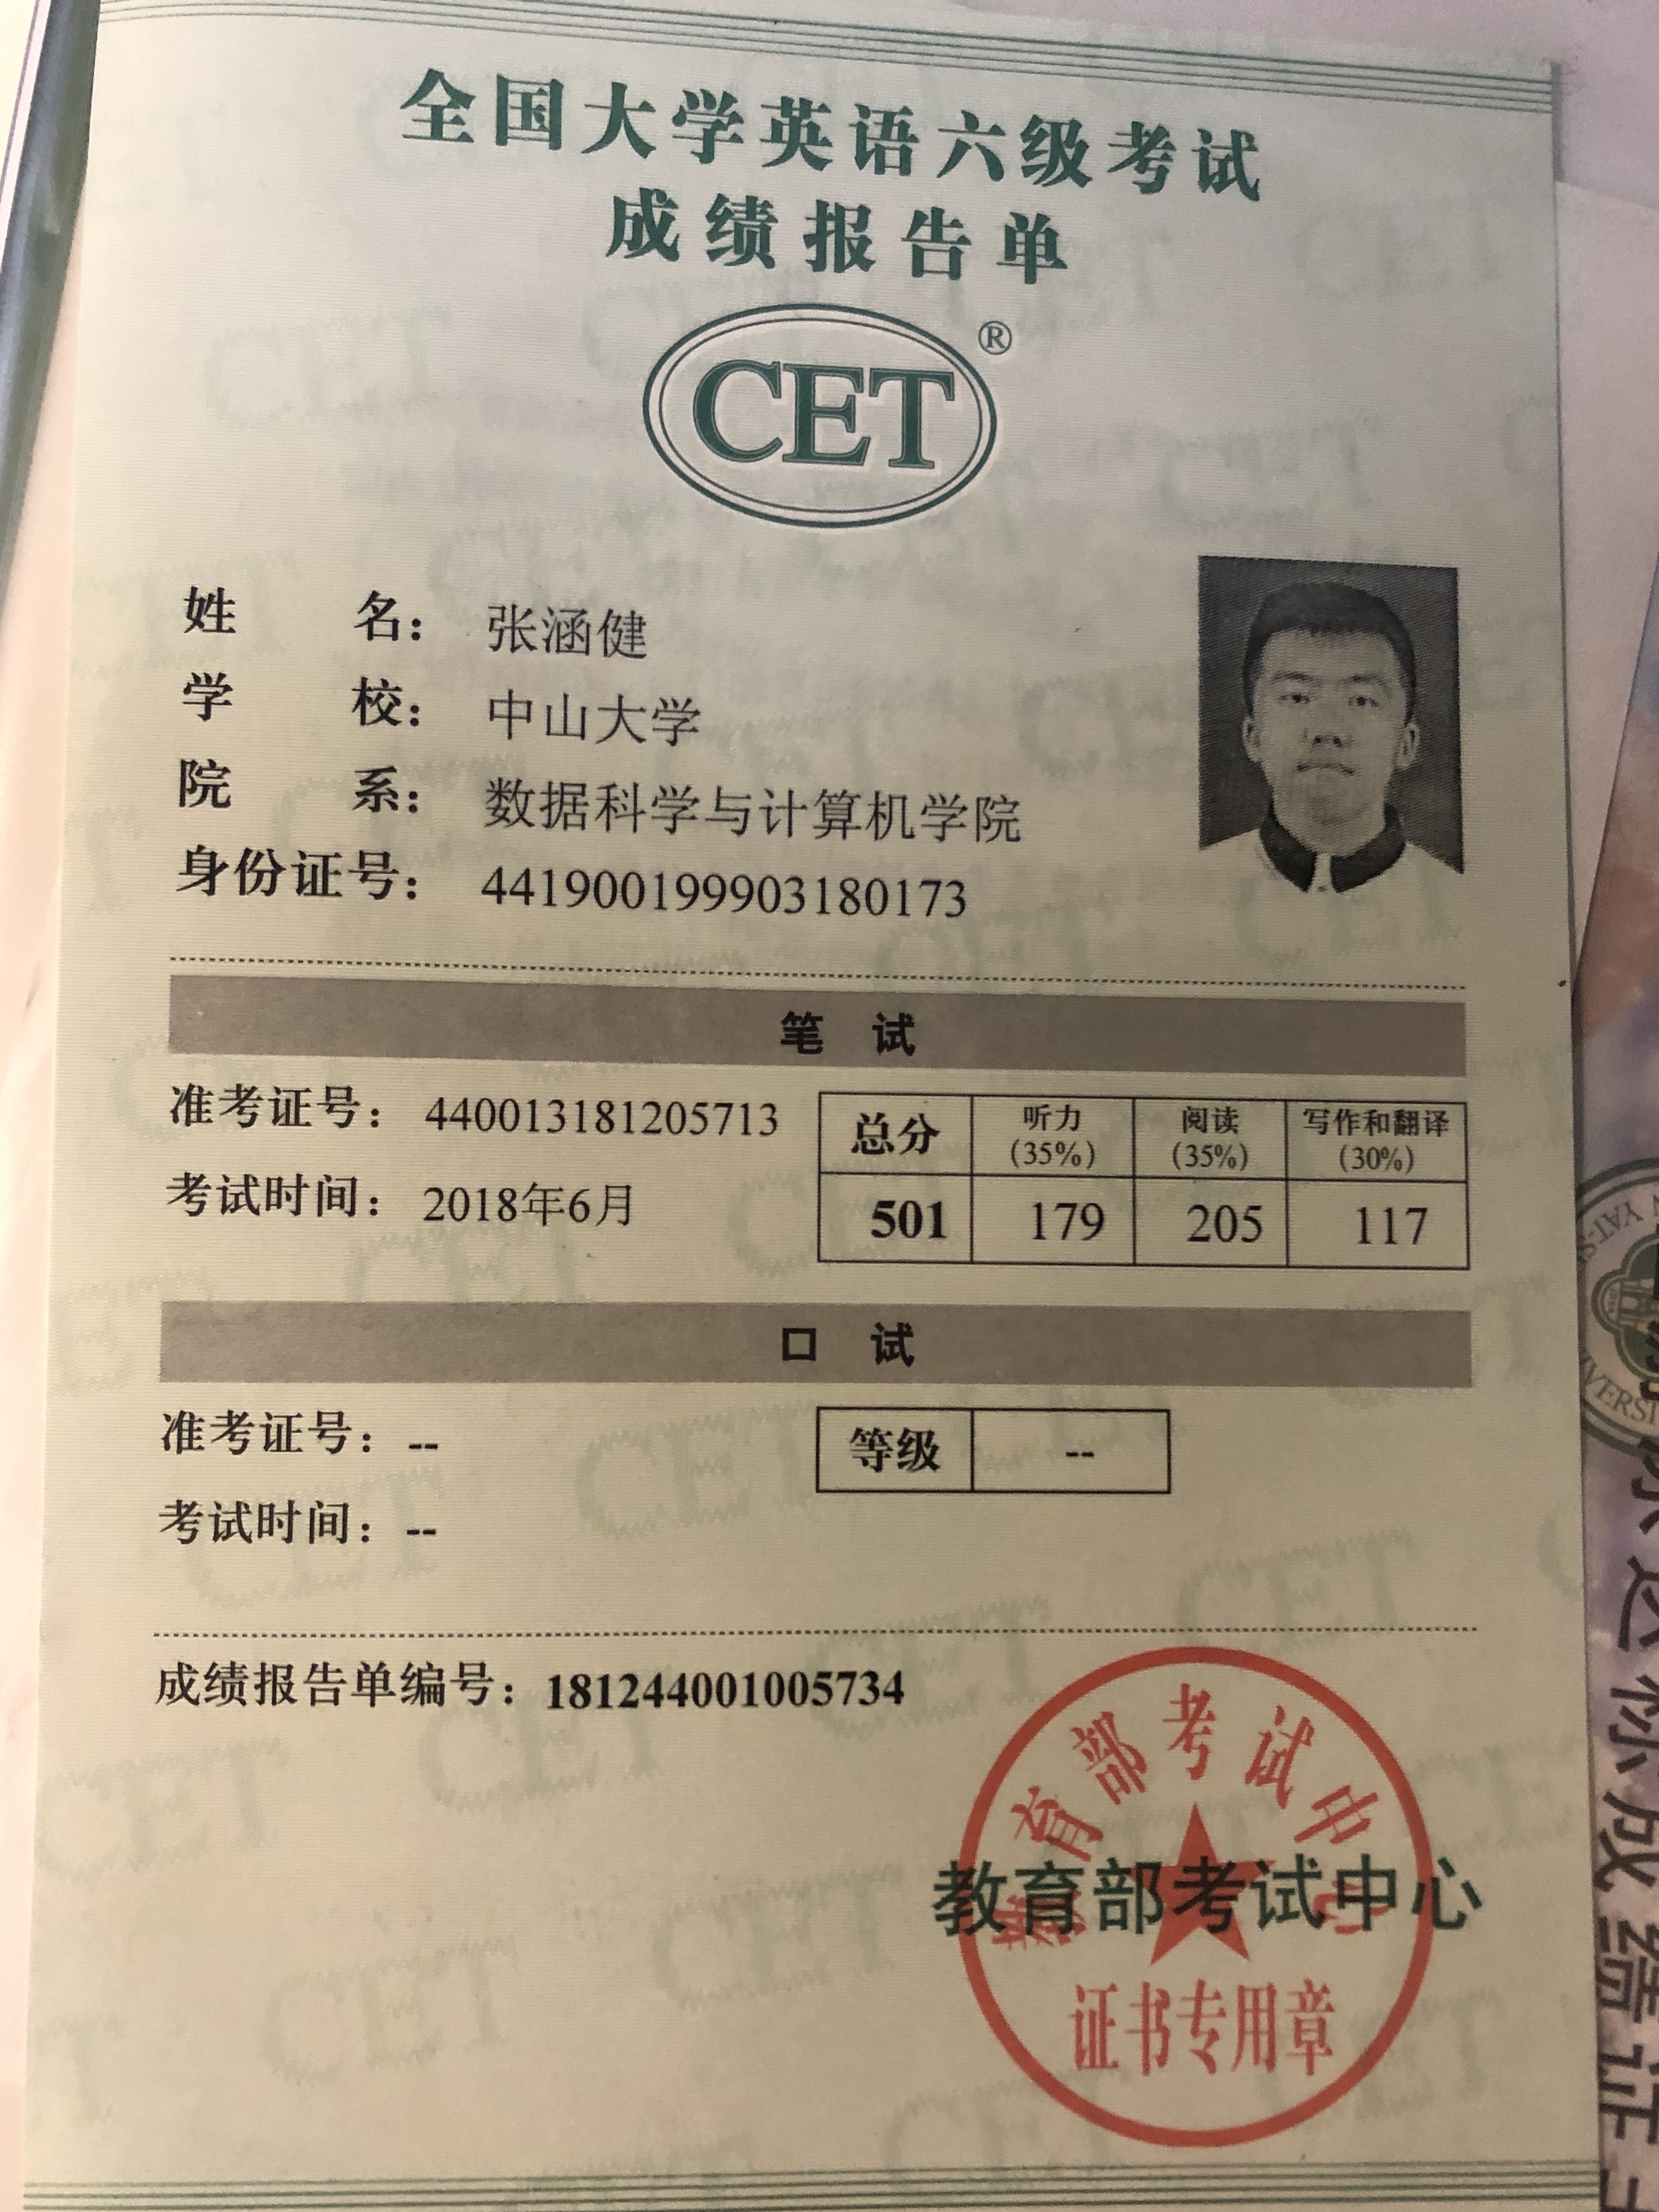 全国大学英语六级考试
成绩报告单
CET®
姓名：张涵健
学校：中山大学
院系：数据科学与计算机学院
身份证号：441900199903180173
笔 试
准考证号：440013181205713
考试时间：2018年6月
总分 听力(35%) 阅读(35%) 写作和翻译(30%)
501 179 205 117
口 试
准考证号：--
考试时间：--
等级 --
成绩报告单编号：181244001005734
教育部考试中心
教育部考试中心
证书专用章